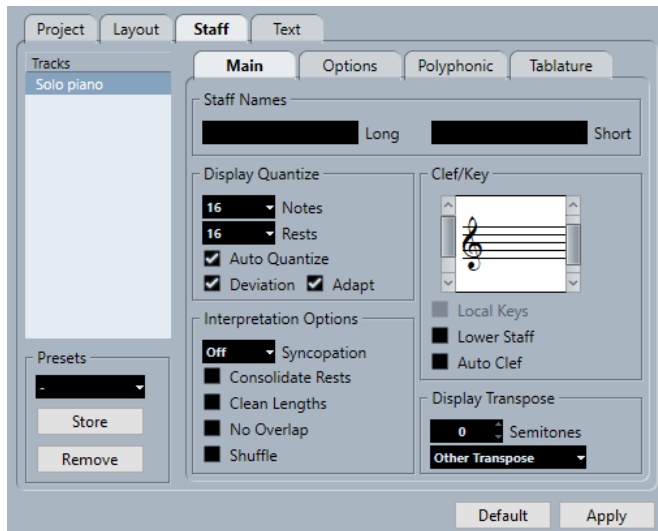 Project Layout Staff Text
Tracks
Solo piano
Presets
-
Store
Remove
Main Options Polyphonic Tablature
Staff Names
Long Short
Display Quantize
16 Notes
16 Rests
Auto Quantize
Deviation Adapt
Interpretation Options
Off Syncopation
Consolidate Rests
Clean Lengths
No Overlap
Shuffle
Clef/Key
Local Keys
Lower Staff
Auto Clef
Display Transpose
0 Semitones
Other Transpose
Default Apply